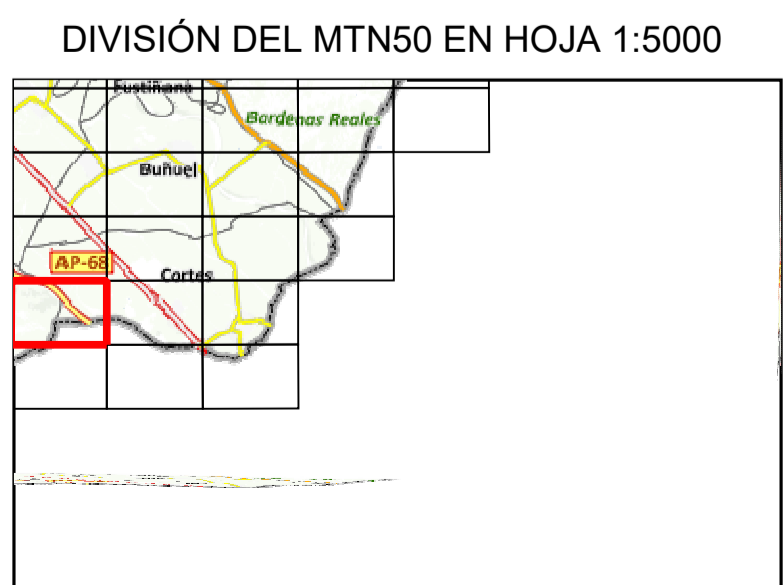 DIVISIÓN DEL MTN50 EN HOJA 1:5000
Fustiñana
Bardenas Reales
Buñuel
AP-68
Cortes